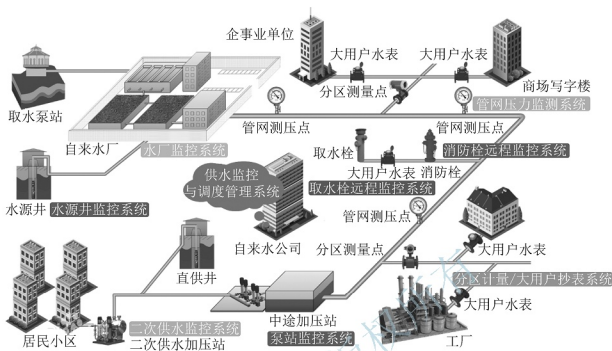 企事业单位
大用户水表
大用户水表
分区测量点
商场写字楼
取水泵站
管网压力监测系统
管网测压点
管网测压点
自来水厂
水厂监控系统
取水栓
消防栓远程监控系统
大用户水表
消防栓
供水监控
与调度管理系统
取水栓远程监控系统
水源井
水源井监控系统
管网测压点
自来水公司
分区测量点
大用户水表
直供井
分区计量/大用户抄表系统
大用户水表
二次供水监控系统
中途加压站
居民小区
二次供水加压站
泵站监控系统
工厂